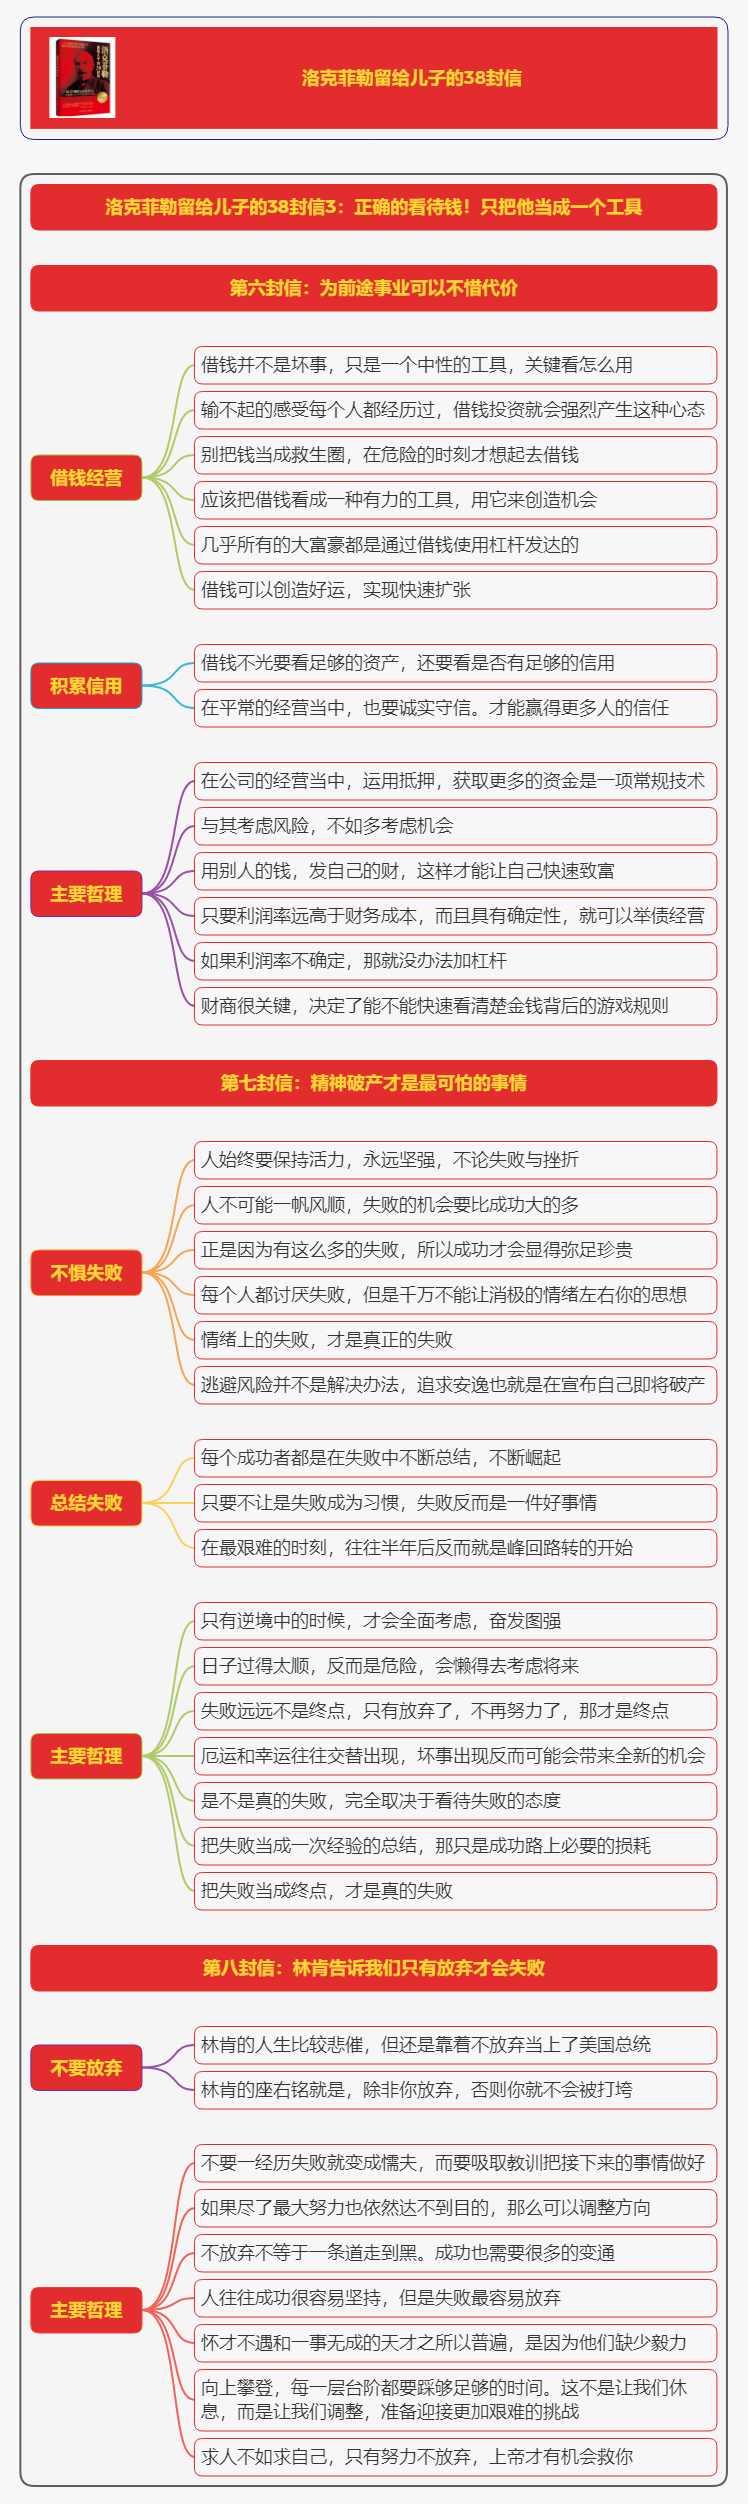 洛克菲勒留给儿子的38封信
洛克菲勒留给儿子的38封信3：正确的看待钱！只把他当成一个工具
第六封信：为前途事业可以不惜代价
借钱经营
借钱并不是坏事，只是一个中性的工具，关键看怎么用
输不起的感受每个人都经历过，借钱投资就会强烈产生这种心态
别把钱当成救生圈，在危险的时刻才想起去借钱
应该把借钱看成一种有力的工具，用它来创造机会
几乎所有的大富豪都是通过借钱使用杠杆发达的
借钱可以创造好运，实现快速扩张
积累信用
借钱不光要看足够的资产，还要看是否有足够的信用
在平常的经营当中，也要诚实守信。才能赢得更多人的信任
主要哲理
在公司的经营当中，运用抵押，获取更多的资金是一项常规技术
与其考虑风险，不如多考虑机会
用别人的钱，发自己的财，这样才能让自己快速致富
只要利润率远高于财务成本，而且具有确定性，就可以举债经营
如果利润率不确定，那就没办法加杠杆
财商很关键，决定了能不能快速看清楚金钱背后的游戏规则
第七封信：精神破产才是最可怕的事情
不惧失败
人始终要保持活力，永远坚强，不论失败与挫折
人不可能一帆风顺，失败的机会要比成功大的多
正是因为有这么多的失败，所以成功才会显得弥足珍贵
每个人都讨厌失败，但是千万不能让消极的情绪左右你的思想
情绪上的失败，才是真正的失败
逃避风险并不是解决办法，追求安逸也就是在宣布自己即将破产
总结失败
每个成功者都是在失败中不断总结，不断崛起
只要不让是失败成为习惯，失败反而是一件好事情
在最艰难的时刻，往往半年后反而就是峰回路转的开始
主要哲理
只有逆境中的时候，才会全面考虑，奋发图强
日子过得太顺，反而是危险，会懒得去考虑将来
失败远远不是终点，只有放弃了，不再努力了，那才是终点
厄运和幸运往往交替出现，坏事出现反而可能会带来全新的机会
是不是真的失败，完全取决于看待失败的态度
把失败当成一次经验的总结，那只是成功路上必要的损耗
把失败当成终点，才是真的失败
第八封信：林肯告诉我们只有放弃才会失败
不要放弃
林肯的人生比较悲催，但还是靠着不放弃当上了美国总统
林肯的座右铭就是，除非你放弃，否则你就不会被打垮
主要哲理
不要一经历失败就变成懦夫，而要吸取教训把接下来的事情做好
如果尽了最大努力也依然达不到目的，那么可以调整方向
不放弃不等于一条道走到黑。成功也需要很多的变通
人往往成功很容易坚持，但是失败最容易放弃
怀才不遇和一事无成的天才之所以普遍，是因为他们缺少毅力
向上攀登，每一层台阶都要踩够足够的时间。这不是让我们休
息，而是让我们调整，准备迎接更加艰难的挑战
求人不如求自己，只有努力不放弃，上帝才有机会救你